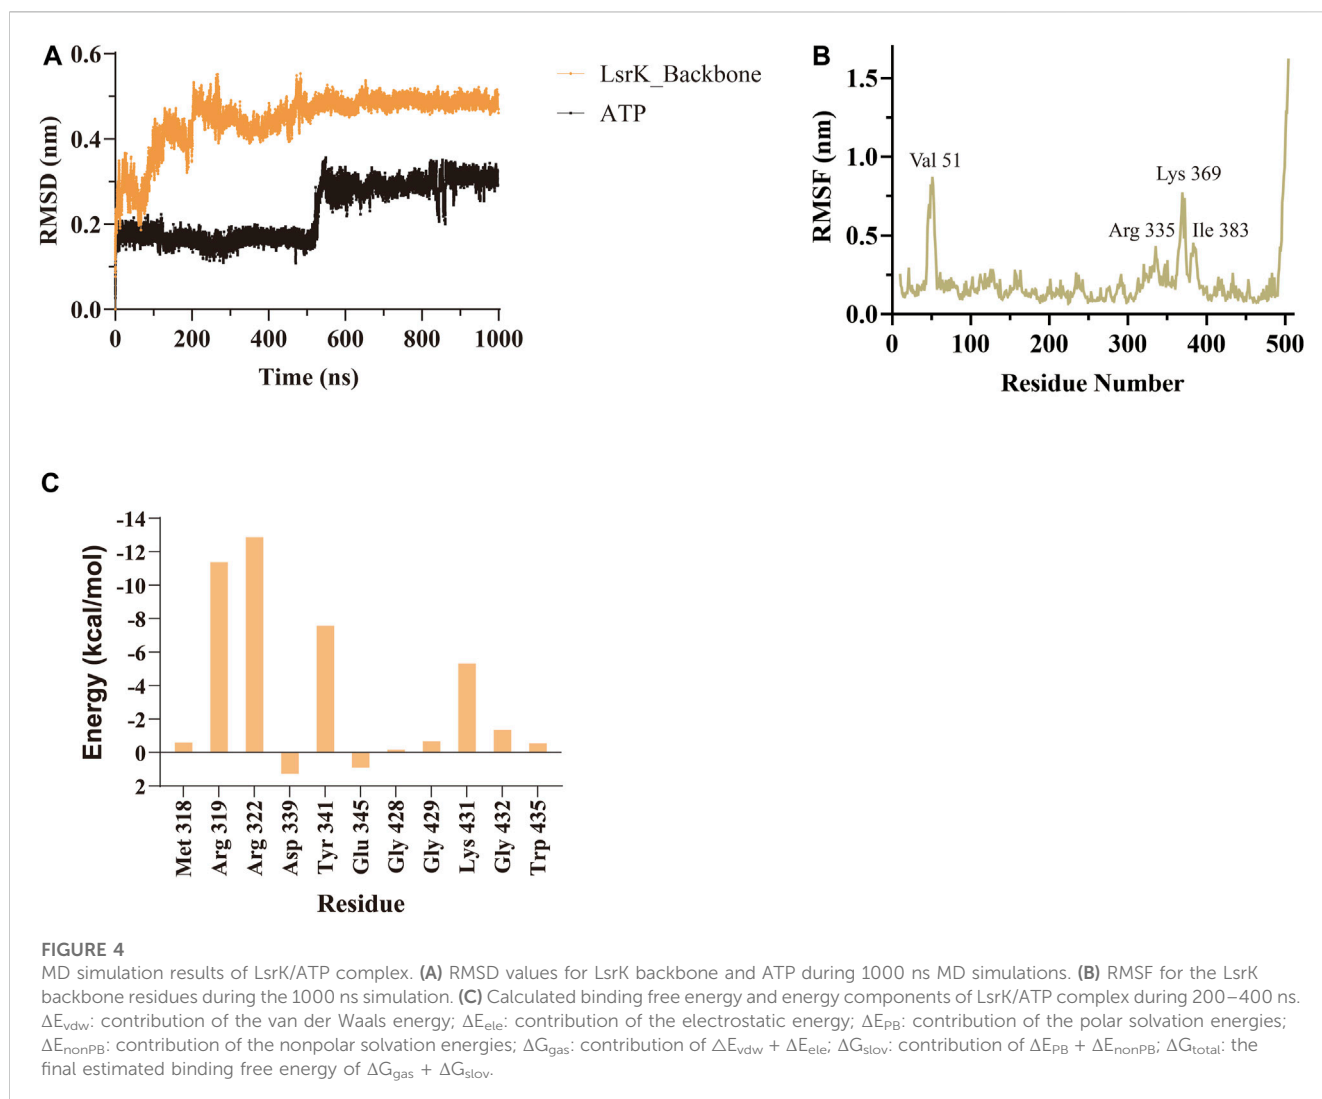 A
0.6
0.4
0.2
0.0
RMSD (nm)
0 200 400 600 800 1000
Time (ns)
LsrK_Backbone
ATP
B
1.5
1.0
0.5
0.0
RMSF (nm)
Val 51
Lys 369
Arg 335 Ile 383
0 100 200 300 400 500
Residue Number
C
-14
-12
-10
-8
-6
-4
-2
0
2
Energy (kcal/mol)
Met 318
Arg 319
Arg 322
Asp 339
Tyr 341
Glu 345
Gly 428
Gly 429
Lys 431
Gly 432
Trp 435
Residue
FIGURE 4
MD simulation results of LsrK/ATP complex. (A) RMSD values for LsrK backbone and ATP during 1000 ns MD simulations. (B) RMSF for the LsrK
backbone residues during the 1000 ns simulation. (C) Calculated binding free energy and energy components of LsrK/ATP complex during 200–400 ns.
ΔEvdw: contribution of the van der Waals energy; ΔEele: contribution of the electrostatic energy; ΔEPB: contribution of the polar solvation energies;
ΔEnonPB: contribution of the nonpolar solvation energies; ΔGgas: contribution of △Evdw + ΔEele; ΔGslov: contribution of ΔEPB + ΔEnonPB; ΔGtotal: the
final estimated binding free energy of ΔGgas + ΔGslov.